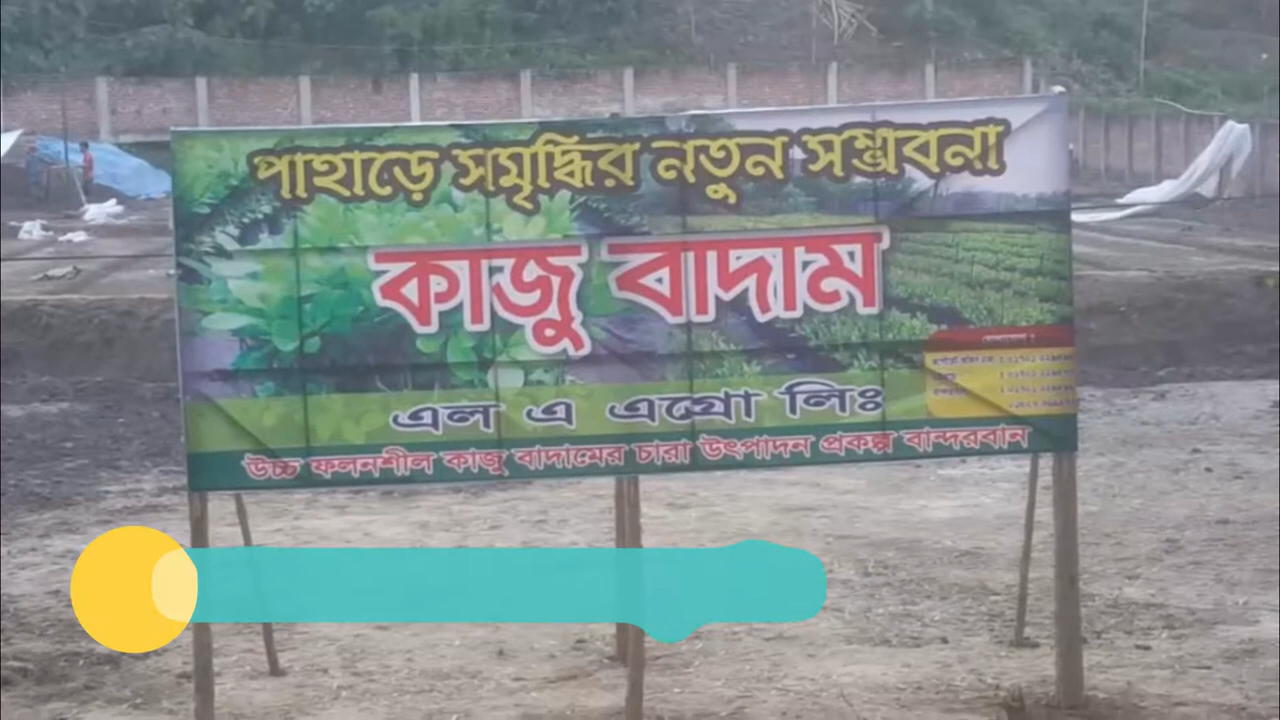 পাহাড়ে সমৃদ্ধির নতুন সম্ভাবনা
কাজু বাদাম
এল এ এগ্রো লিঃ
উচ্চ ফলনশীল কাজু বাদামের চারা উৎপাদন প্রকল্প বান্দরবান